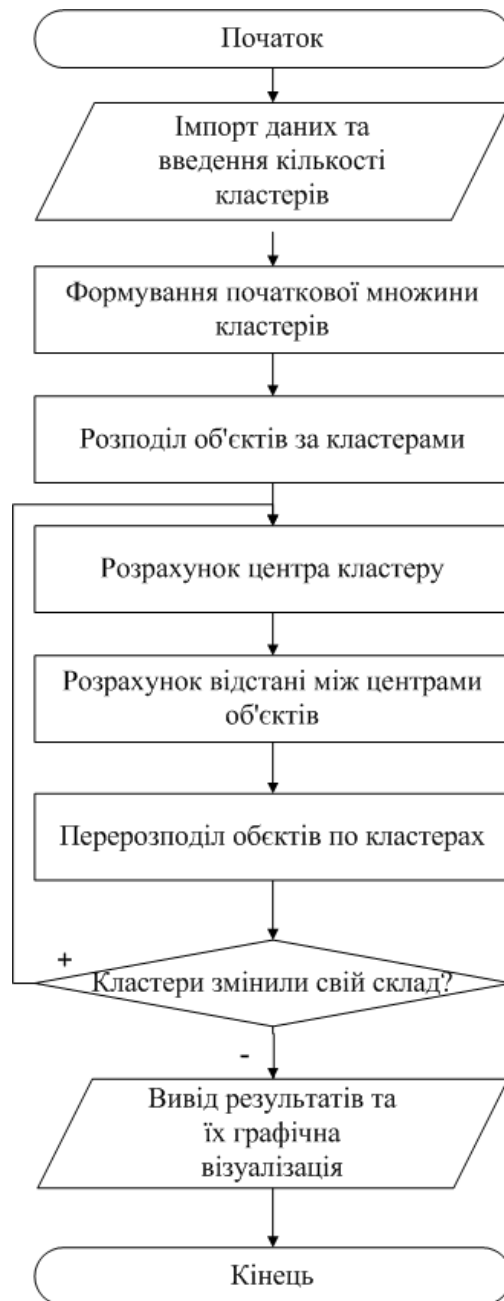 Початок
Імпорт даних та
введення кількості
кластерів
Формування початкової множини
кластерів
Розподіл об'єктів за кластерами
Розрахунок центра кластеру
Розрахунок відстані між центрами
об'єктів
Перерозподіл обєктів по кластерах
+
Кластери змінили свій склад?
-
Вивід результатів та
їх графічна
візуалізація
Кінець